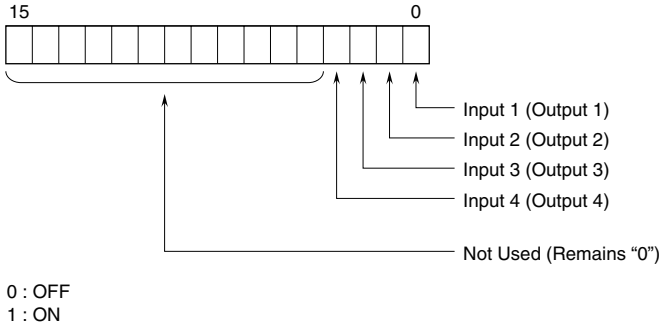 15 0
Input 1 (Output 1)
Input 2 (Output 2)
Input 3 (Output 3)
Input 4 (Output 4)
Not Used (Remains “0”)
0 : OFF
1 : ON